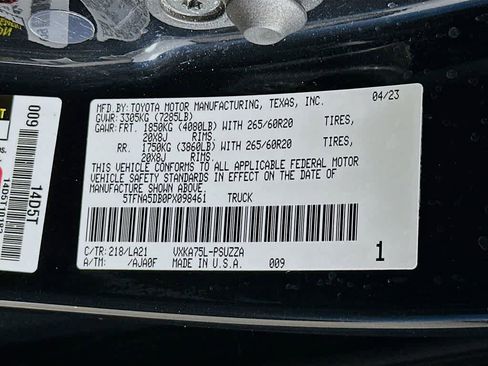 MFD.BY: TOYOTA MOTOR MANUFACTURING, TEXAS, INC. 04/23
GVWR: 3305KG (7285LB)
GAWR: FRT. 1850KG (4080LB) WITH 265/60R20 TIRES,
20X8J RIMS.
RR. 1750KG (3860LB) WITH 265/60R20 TIRES,
20X8J RIMS.
THIS VEHICLE CONFORMS TO ALL APPLICABLE FEDERAL MOTOR
VEHICLE SAFETY STANDARDS IN EFFECT ON THE DATE OF
MANUFACTURE SHOWN ABOVE.
5TFNA5DB0PX098461 TRUCK
C/TR: 218/LA21 VXKA75L-PSUZZA
A/TM: /AJA0F MADE IN U.S.A. 009 1
009
14D5T